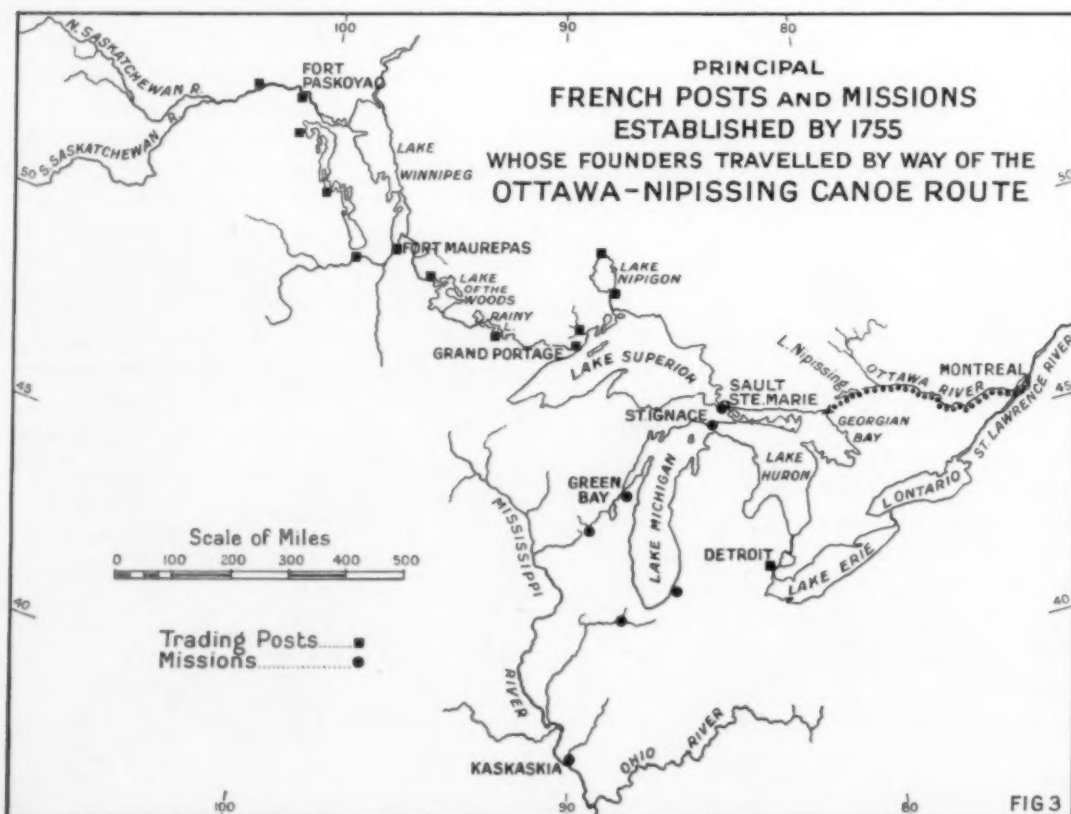 PRINCIPAL
FRENCH POSTS AND MISSIONS
ESTABLISHED BY 1755
WHOSE FOUNDERS TRAVELLED BY WAY OF THE
OTTAWA-NIPISSING CANOE ROUTE
100
90
80
N. SASKATCHEWAN R.
S. SASKATCHEWAN R.
FORT
PASKOYAC
50
LAKE
WINNIPEG
50
FORT MAUREPAS
LAKE
OF THE
WOODS
RAINY
L.
LAKE
NIPIGON
GRAND PORTAGE
LAKE SUPERIOR
SAULT
STE. MARIE
L. Nipissing
OTTAWA RIVER
MONTREAL
ST. LAWRENCE RIVER
45
45
ST. IGNACE
GEORGIAN
BAY
LAKE
HURON
GREEN
BAY
LAKE MICHIGAN
L. ONTARIO
MISSISSIPPI
RIVER
DETROIT
LAKE ERIE
Scale of Miles
0 100 200 300 400 500
40
40
Trading Posts
Missions
KASKASKIA
OHIO RIVER
100
90
80
FIG 3